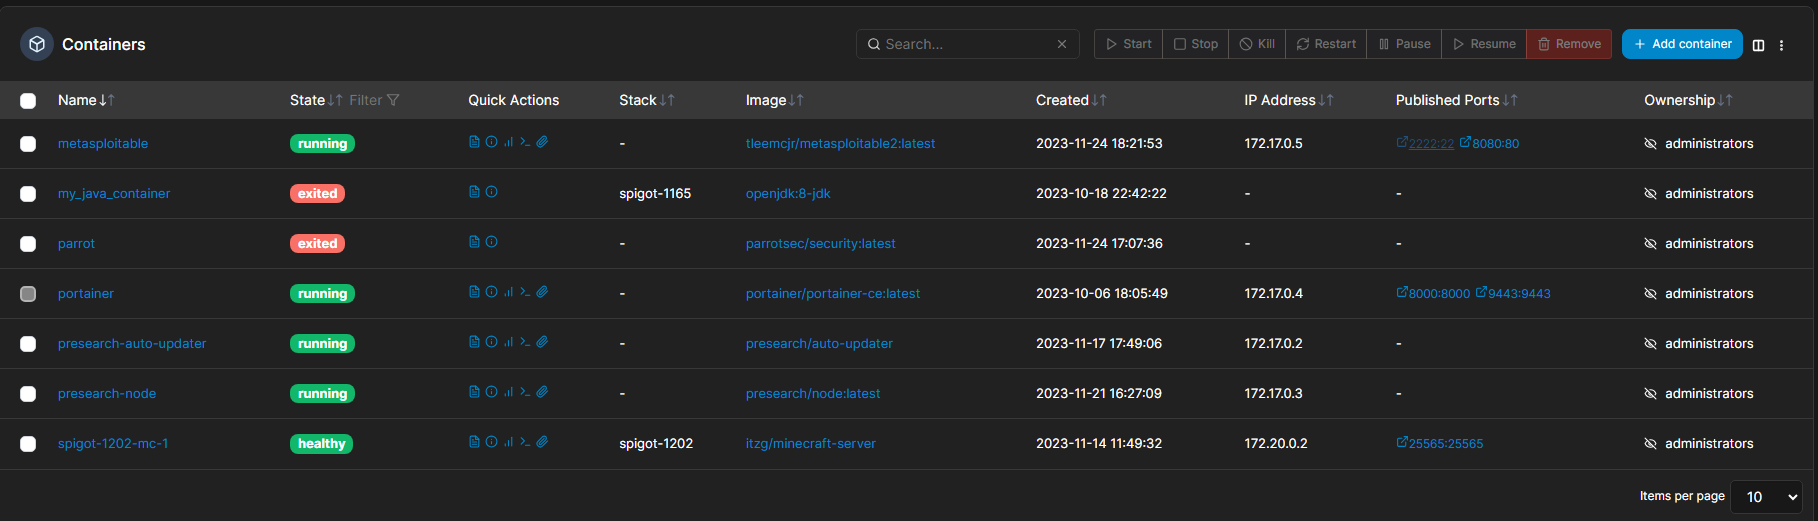 Containers Search... Start Stop Kill Restart Pause Resume Remove Add container
Name State Filter Quick Actions Stack Image Created IP Address Published Ports Ownership
metasploitable running - tleemcjr/metasploitable2:latest 2023-11-24 18:21:53 172.17.0.5 2222:22 8080:80 administrators
my_java_container exited spigot-1165 openjdk:8-jdk 2023-10-18 22:42:22 - - administrators
parrot exited - parrotsec/security:latest 2023-11-24 17:07:36 - - administrators
portainer running - portainer/portainer-ce:latest 2023-10-06 18:05:49 172.17.0.4 8000:8000 9443:9443 administrators
presearch-auto-updater running - presearch/auto-updater 2023-11-17 17:49:06 172.17.0.2 - administrators
presearch-node running - presearch/node:latest 2023-11-21 16:27:09 172.17.0.3 - administrators
spigot-1202-mc-1 healthy spigot-1202 itzg/minecraft-server 2023-11-14 11:49:32 172.20.0.2 25565:25565 administrators
Items per page 10